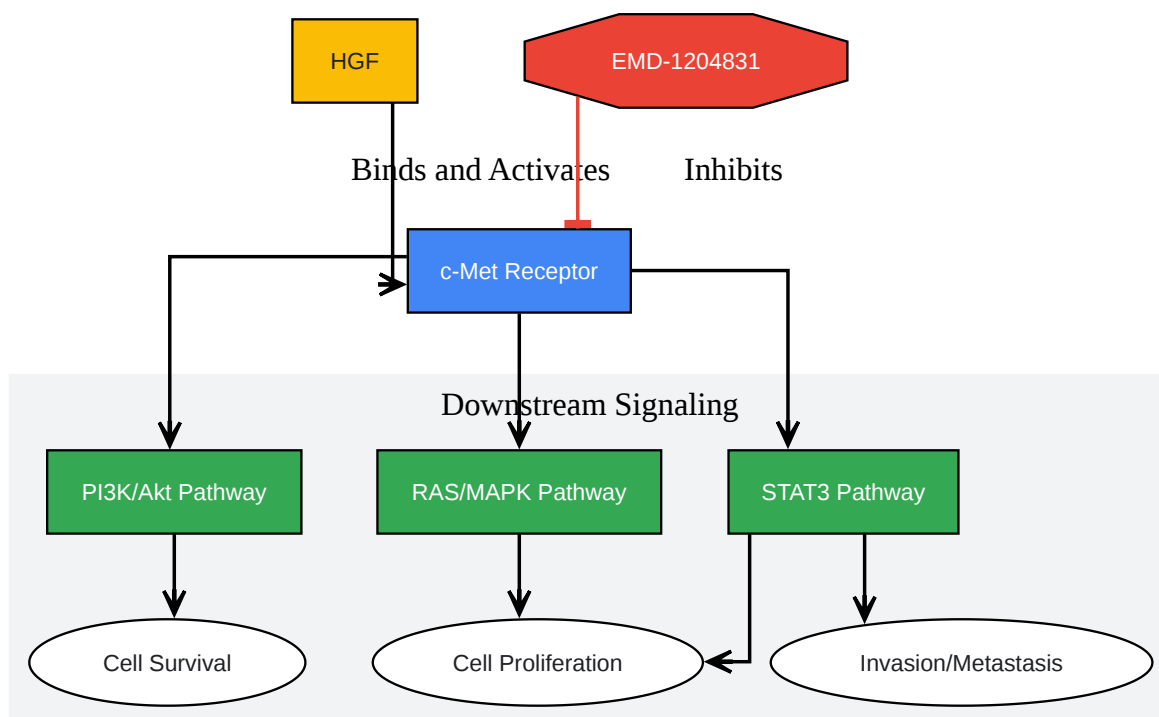 HGF
EMD-1204831
Binds and Activates
Inhibits
c-Met Receptor
Downstream Signaling
PI3K/Akt Pathway
RAS/MAPK Pathway
STAT3 Pathway
Cell Survival
Cell Proliferation
Invasion/Metastasis